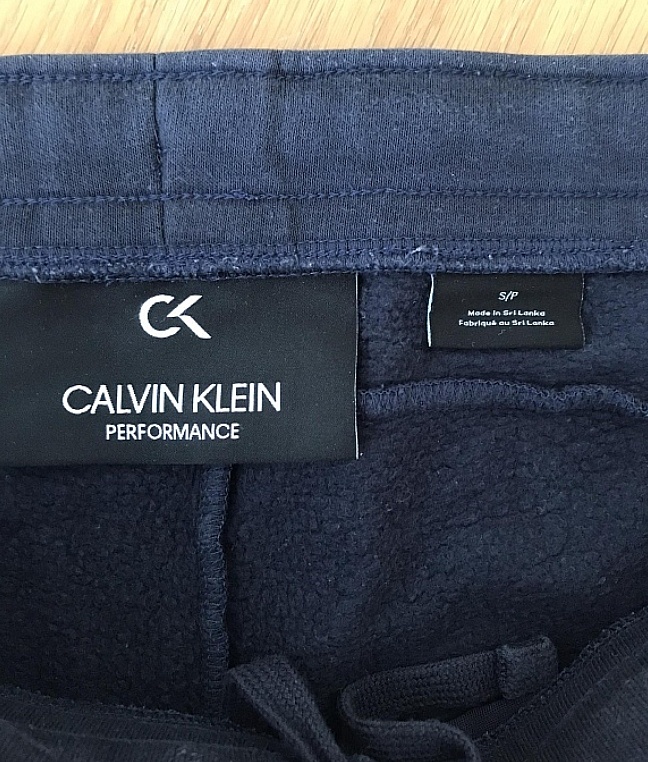 CK
CALVIN KLEIN
PERFORMANCE
S/P
Made in Sri Lanka
Fabriqué au Sri Lanka